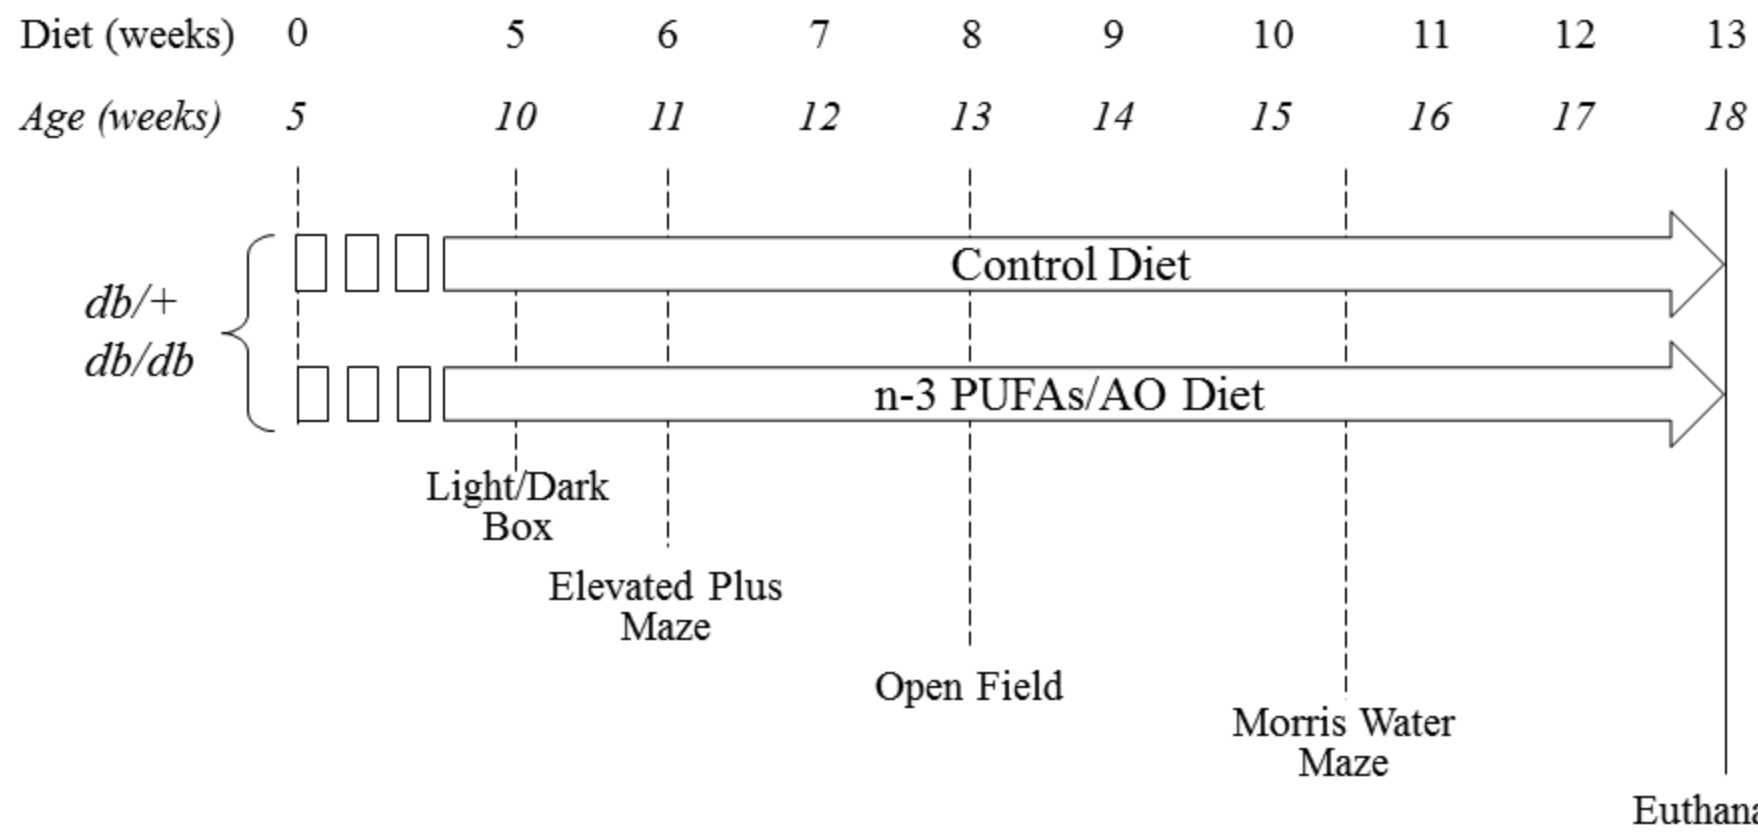 Diet (weeks) 0 5 6 7 8 9 10 11 12 13
Age (weeks) 5 10 11 12 13 14 15 16 17 18
Control Diet
db/+
db/db
n-3 PUFAs/AO Diet
Light/Dark
Box
Elevated Plus
Maze
Open Field
Morris Water
Maze